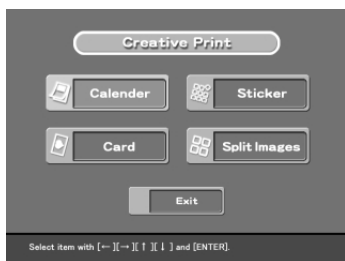 Creative Print
Calender
Sticker
Card
Split Images
Exit
Select item with [←][→][↑][↓] and [ENTER].